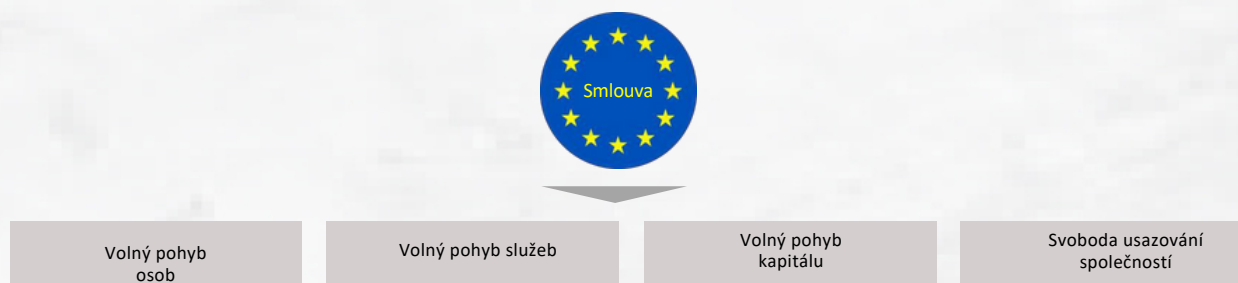 Smlouva
Volný pohyb
osob
Volný pohyb služeb
Volný pohyb
kapitálu
Svoboda usazování
společností